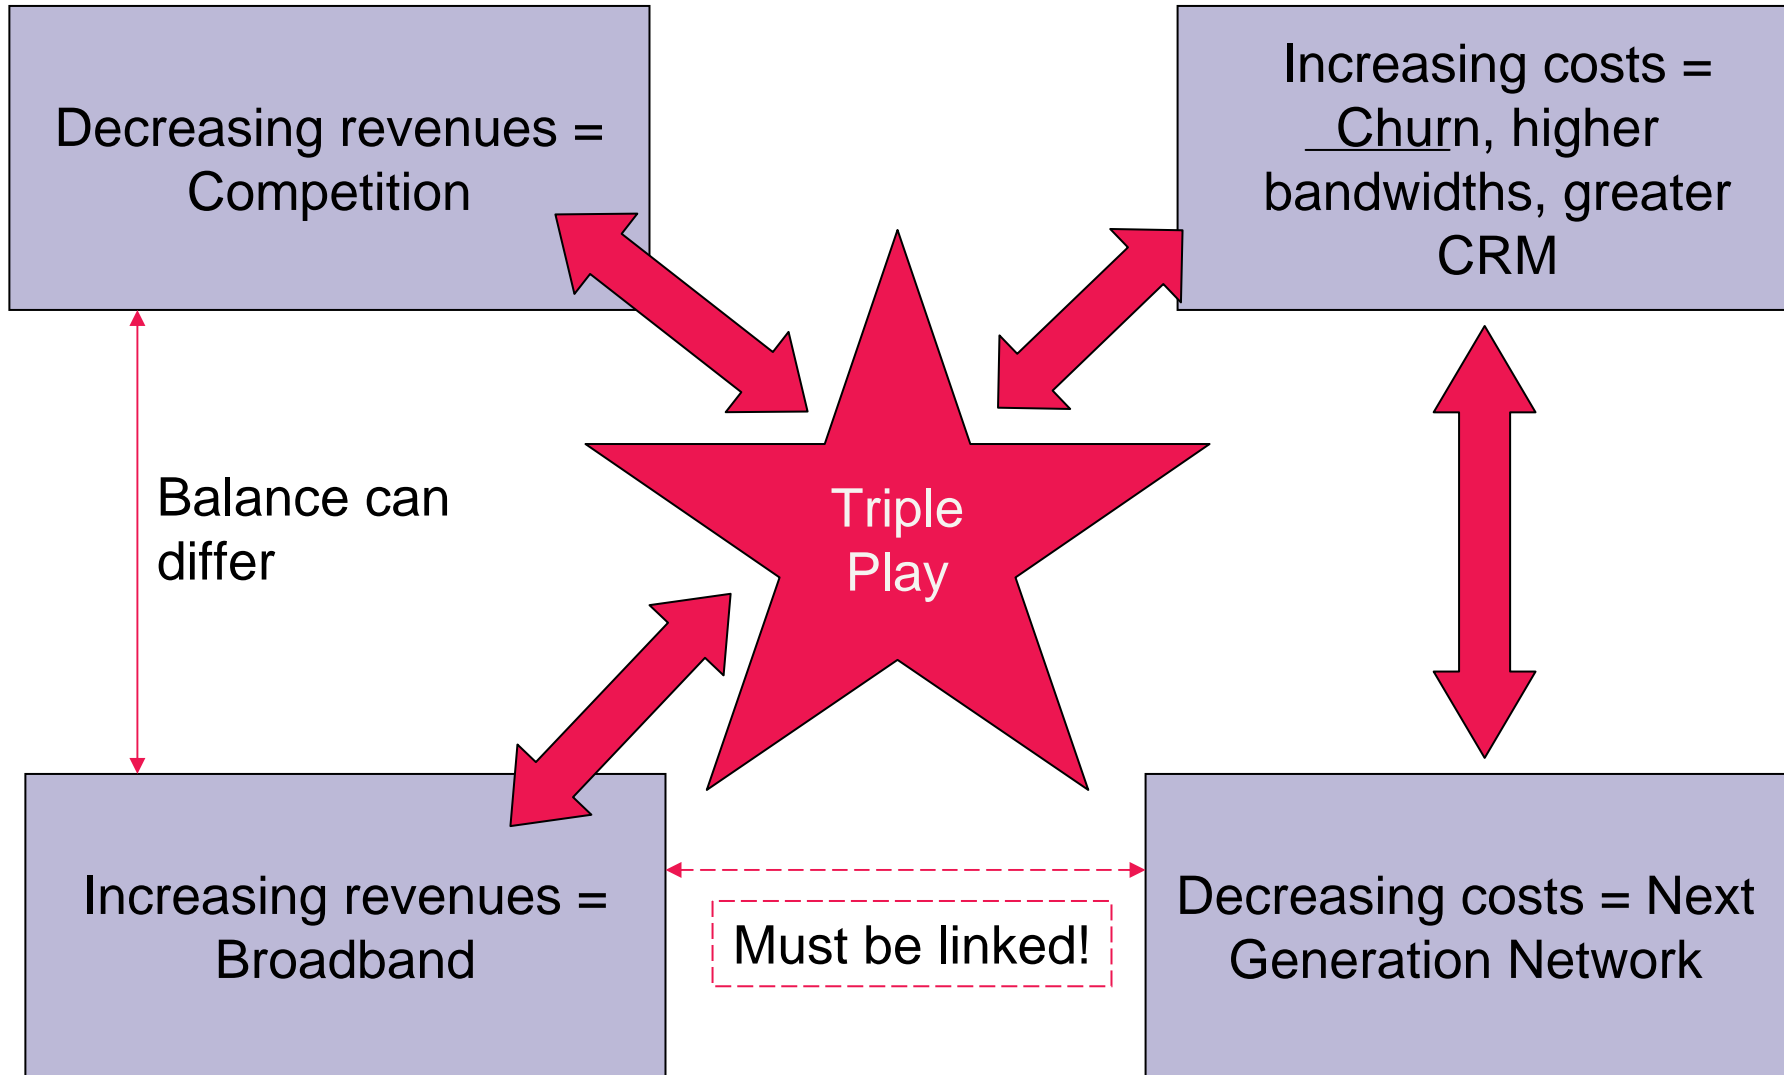 Decreasing revenues =
Competition
Increasing costs =
Churn, higher
bandwidths, greater
CRM
Balance can
differ
Triple
Play
Increasing revenues =
Broadband
Must be linked!
Decreasing costs = Next
Generation Network